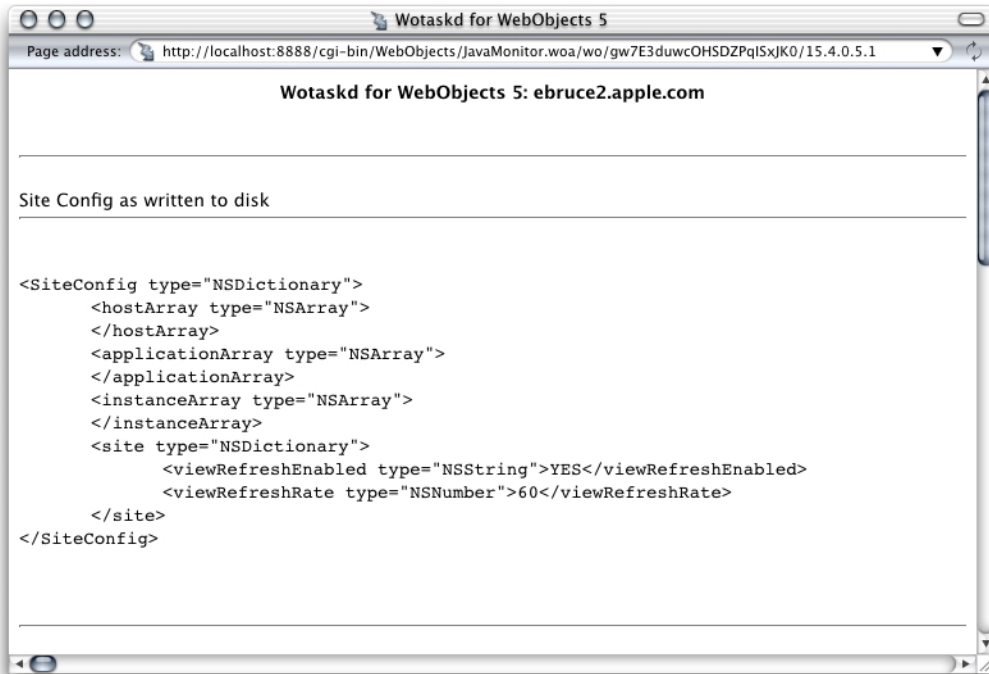 Wotaskd for WebObjects 5
Page address: http://localhost:8888/cgi-bin/WebObjects/JavaMonitor.woa/wo/gw7E3duwcOHSDZPqISxJK0/15.4.0.5.1
Wotaskd for WebObjects 5: ebruce2.apple.com
Site Config as written to disk
<SiteConfig type="NSDictionary">
<hostArray type="NSArray">
</hostArray>
<applicationArray type="NSArray">
</applicationArray>
<instanceArray type="NSArray">
</instanceArray>
<site type="NSDictionary">
<viewRefreshEnabled type="NSString">YES</viewRefreshEnabled>
<viewRefreshRate type="NSNumber">60</viewRefreshRate>
</site>
</SiteConfig>